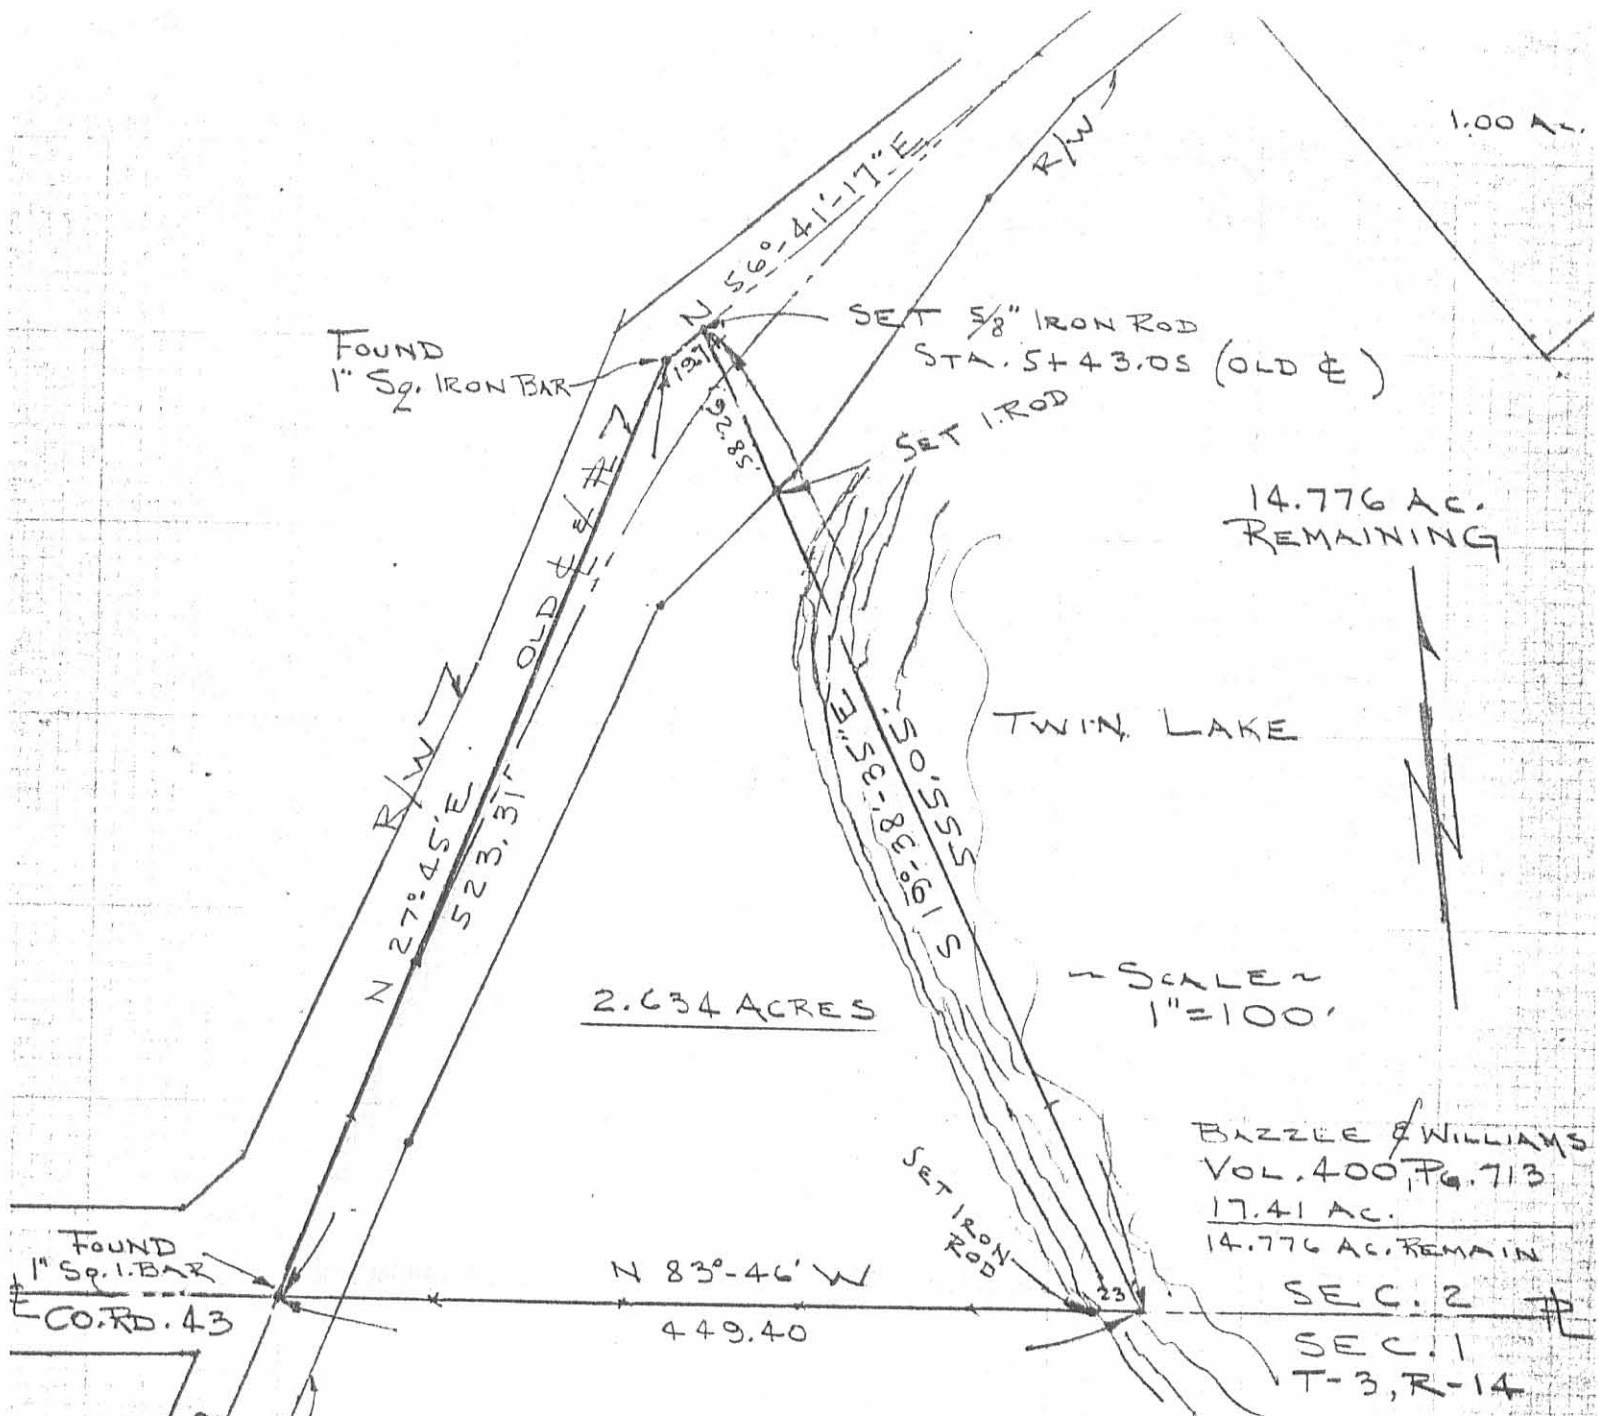 1.00 AC.
R/W
N 56°-41'-17" E
SET 5/8" IRON ROD
STA. 5+43.05 (OLD ℄)
FOUND
1" Sq. IRON BAR
SET I. ROD
92.85'
OLD ℄ / #7
14.776 AC.
REMAINING
R/W
TWIN LAKE
N 27°-45' E
523.31'
S 19°-38'-35" E
555.05'
2.634 ACRES
~ SCALE ~
1"=100'
N
BAZZLE & WILLIAMS
VOL. 400, PG. 713
17.41 AC.
14.776 AC. REMAIN
SET IRON
ROD
FOUND
1" SQ. I. BAR
℄ CO. RD. 43
N 83°-46' W
449.40
23
SEC. 2
SEC. 1
T-3, R-14